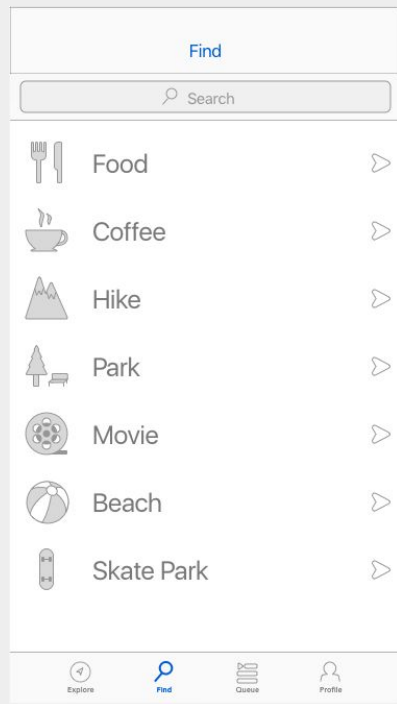 Find
Search
Food
Coffee
Hike
Park
Movie
Beach
Skate Park
Explore Find Queue Profile